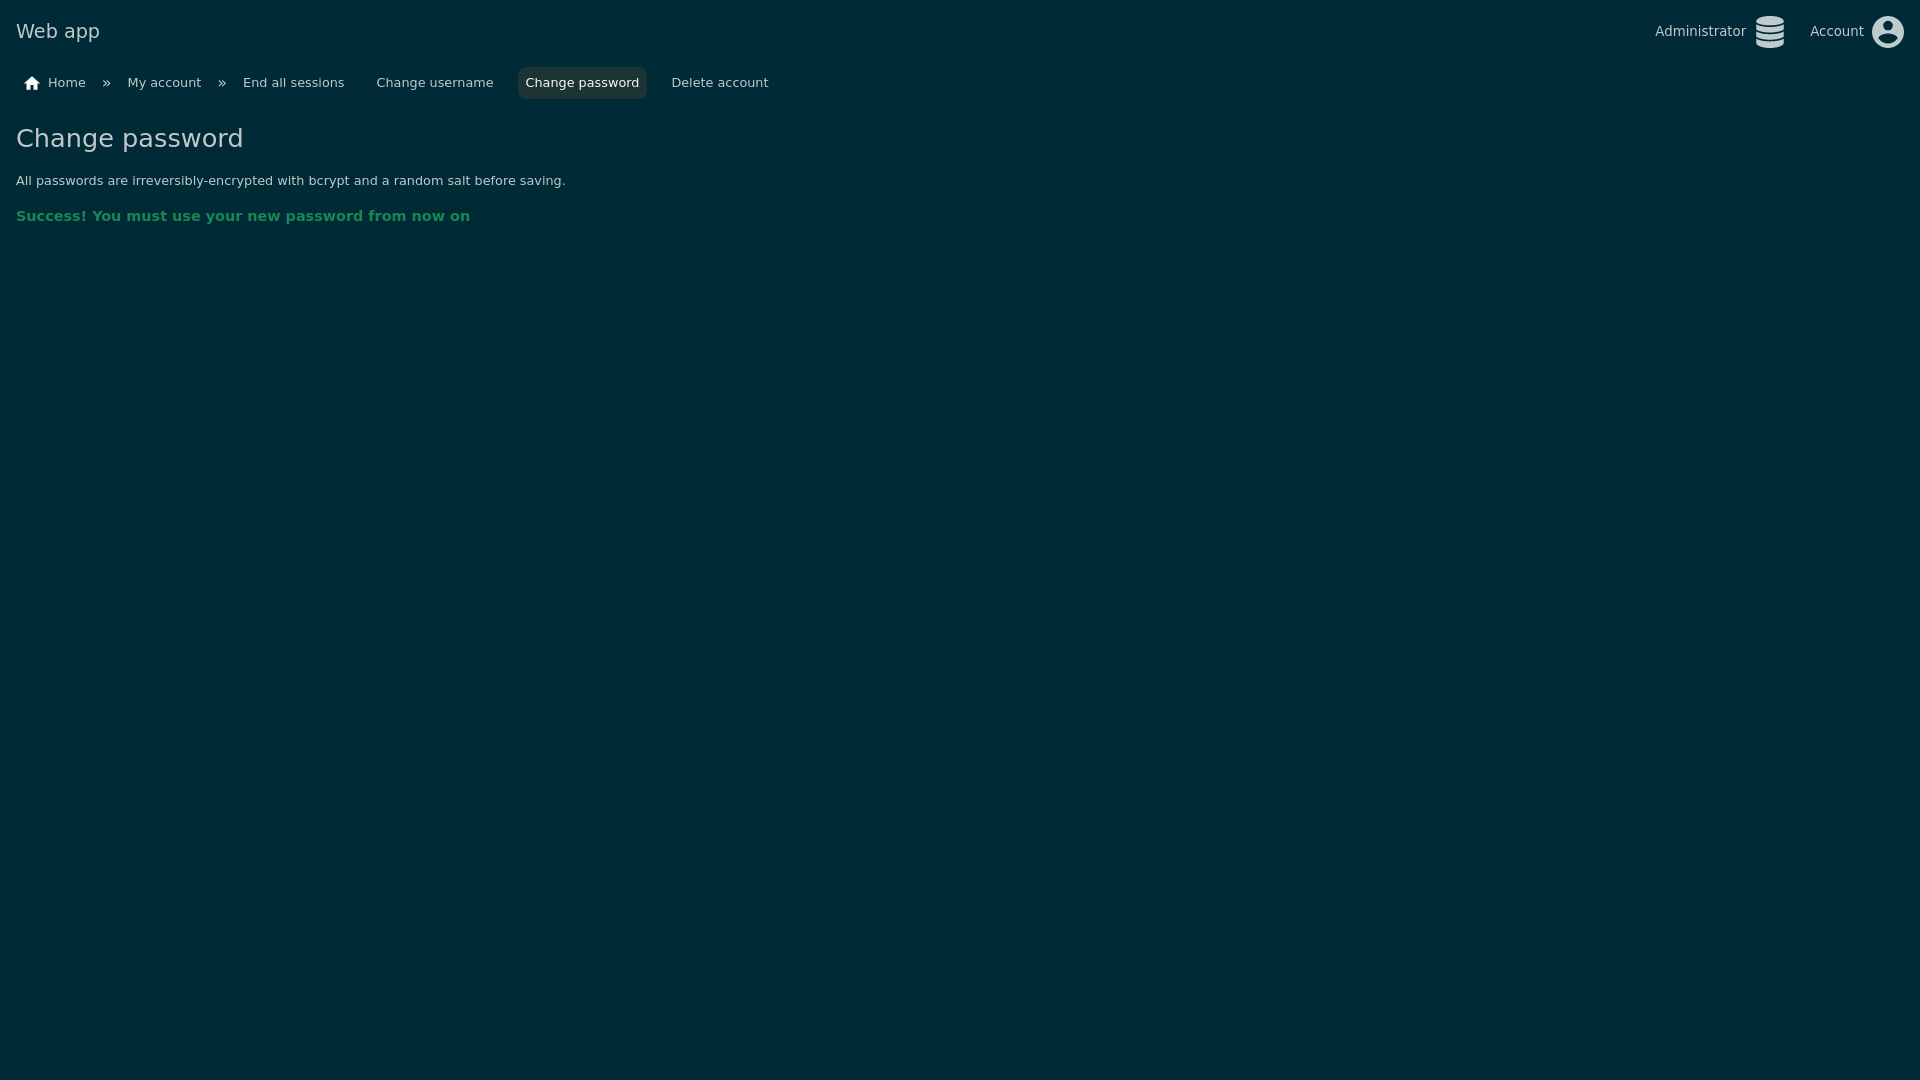 Web app
Administrator
Account
Home » My account » End all sessions Change username Change password Delete account
Change password
All passwords are irreversibly-encrypted with bcrypt and a random salt before saving.
Success! You must use your new password from now on